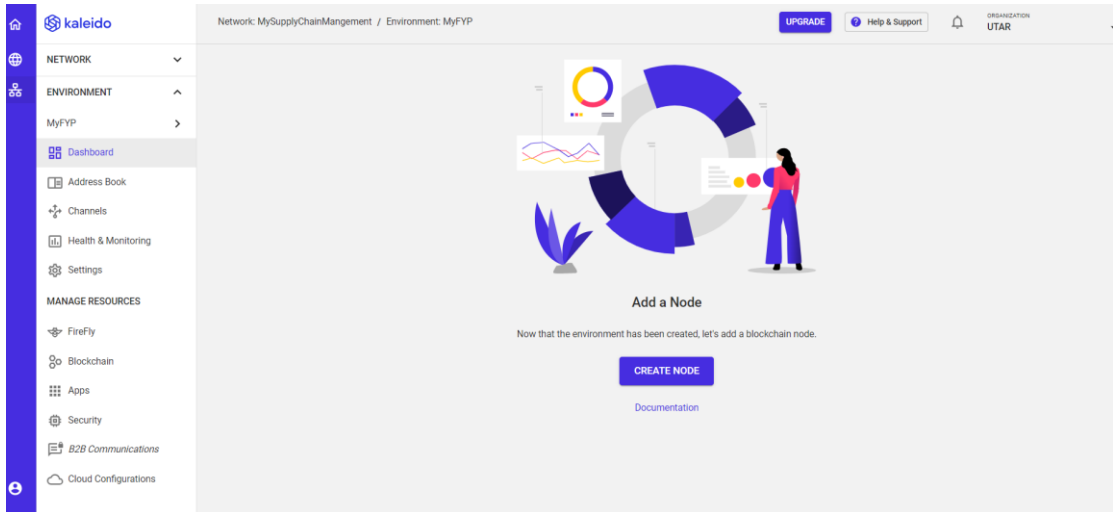 kaleido
Network: MySupplyChainMangement / Environment: MyFYP
UPGRADE
Help & Support
ORGANIZATION
UTAR
NETWORK
ENVIRONMENT
MyFYP
Dashboard
Address Book
Channels
Health & Monitoring
Settings
MANAGE RESOURCES
FireFly
Blockchain
Apps
Security
B2B Communications
Cloud Configurations
Add a Node
Now that the environment has been created, let's add a blockchain node.
CREATE NODE
Documentation